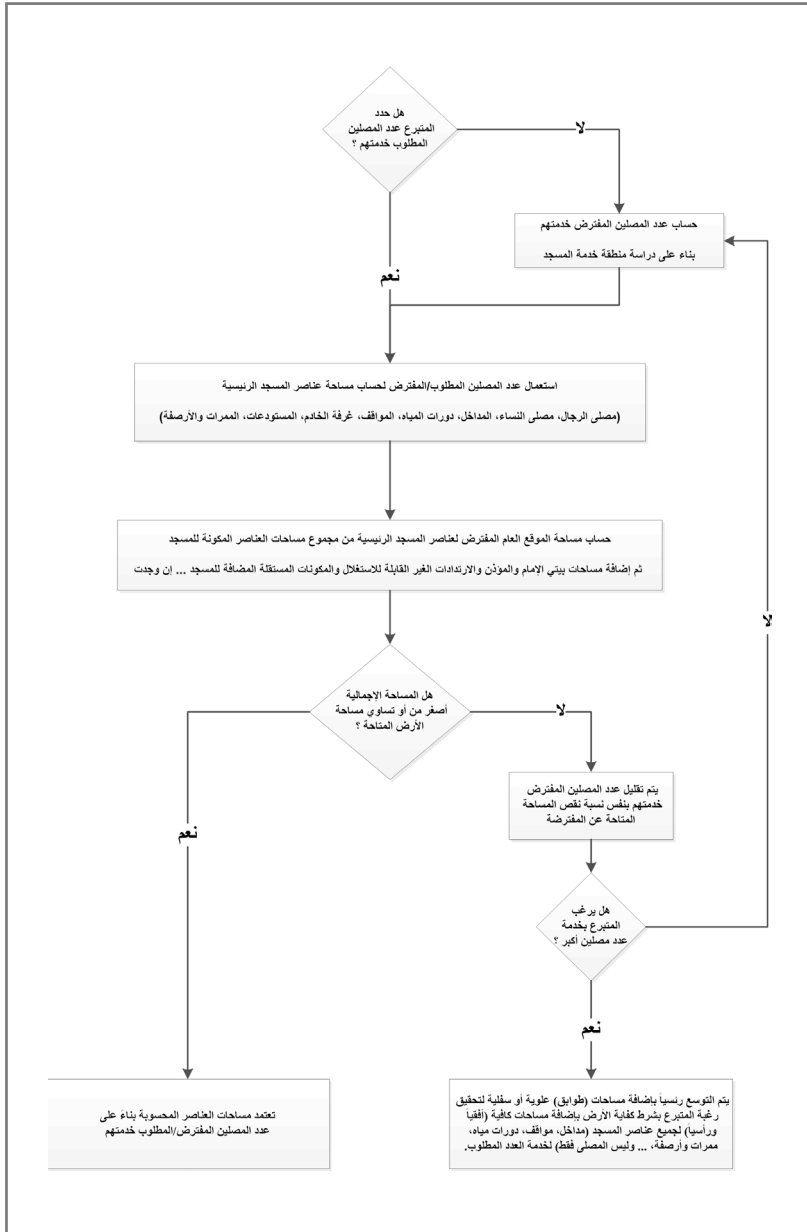 هل حدد
المتبرع عدد المصلين
المطلوب خدمتهم ؟
لا
حساب عدد المصلين المفترض خدمتهم
بناء على دراسة منطقة خدمة المسجد
نعم
استعمال عدد المصلين المطلوب/المفترض لحساب مساحة عناصر المسجد الرئيسية
(مصلى الرجال، مصلى النساء، المداخل، دورات المياه، المواقف، غرفة الخادم، المستودعات، الممرات والأرصفة)
حساب مساحة الموقع العام المفترض لعناصر المسجد الرئيسية من مجموع مساحات العناصر المكونة للمسجد
ثم إضافة مساحات بيتي الإمام والمؤذن والارتدادات الغير القابلة للاستغلال والمكونات المستقلة المضافة للمسجد ... إن وجدت
لا
هل المساحة الإجمالية
أصغر من أو تساوي مساحة
الأرض المتاحة ؟
لا
يتم تقليل عدد المصلين المفترض
خدمتهم بنفس نسبة نقص المساحة
المتاحة عن المفترضة
نعم
هل يرغب
المتبرع بخدمة
عدد مصلين أكبر ؟
نعم
يتم التوسع رئسياً بإضافة مساحات (طوابق) علوية أو سفلية لتحقيق
رغبة المتبرع بشرط كفاية الأرض بإضافة مساحات كافية (أفقياً
ورأسياً) لجميع عناصر المسجد (مداخل، مواقف، دورات مياه،
ممرات وأرصفة، ... وليس المصلى فقط) لخدمة العدد المطلوب.
تعتمد مساحات العناصر المحسوبة بناءً على
عدد المصلين المفترض/المطلوب خدمتهم